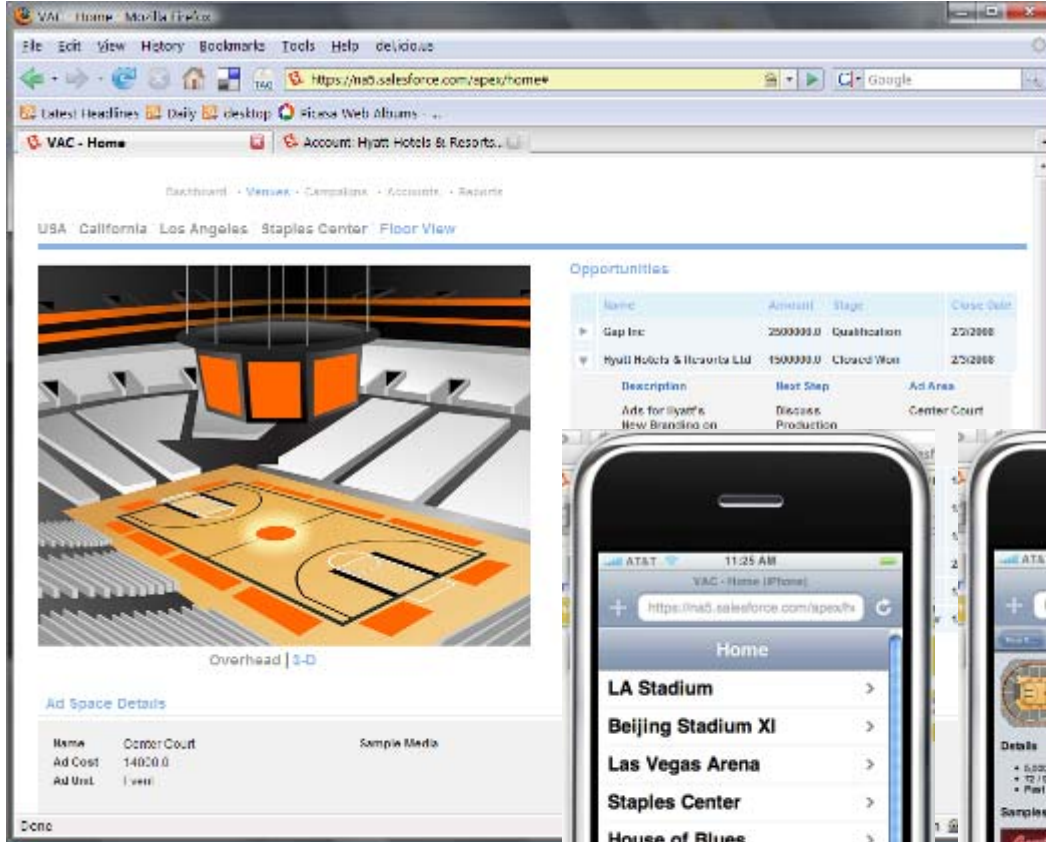 VAC - Home - Mozilla Firefox
File Edit View History Bookmarks Tools Help del.icio.us
TAG https://na5.salesforce.com/apex/home# Google
Latest Headlines Daily desktop Picasa Web Albums - ...
VAC - Home Account: Hyatt Hotels & Resorts...
Dashboard • Venues • Campaigns • Accounts • Reports
USA California Los Angeles Staples Center Floor View
Opportunities
Name Amount Stage Close Date
Gap Inc 2500000.0 Qualification 2/2/2008
Hyatt Hotels & Resorts Ltd 1500000.0 Closed Won 2/5/2008
Description Next Step Ad Area
Ads for Hyatt's Discuss Center Court
New Branding on Production
Overhead | 3-D
Ad Space Details
Name Center Court Sample Media
Ad Cost 14000.0
Ad Unit Event
Done
AT&T 11:25 AM
VAC - Home (iPhone)
https://na5.salesforce.com/apex/h
Home
LA Stadium
Beijing Stadium XI
Las Vegas Arena
Staples Center
House of Blues
AT&
Details
Samples